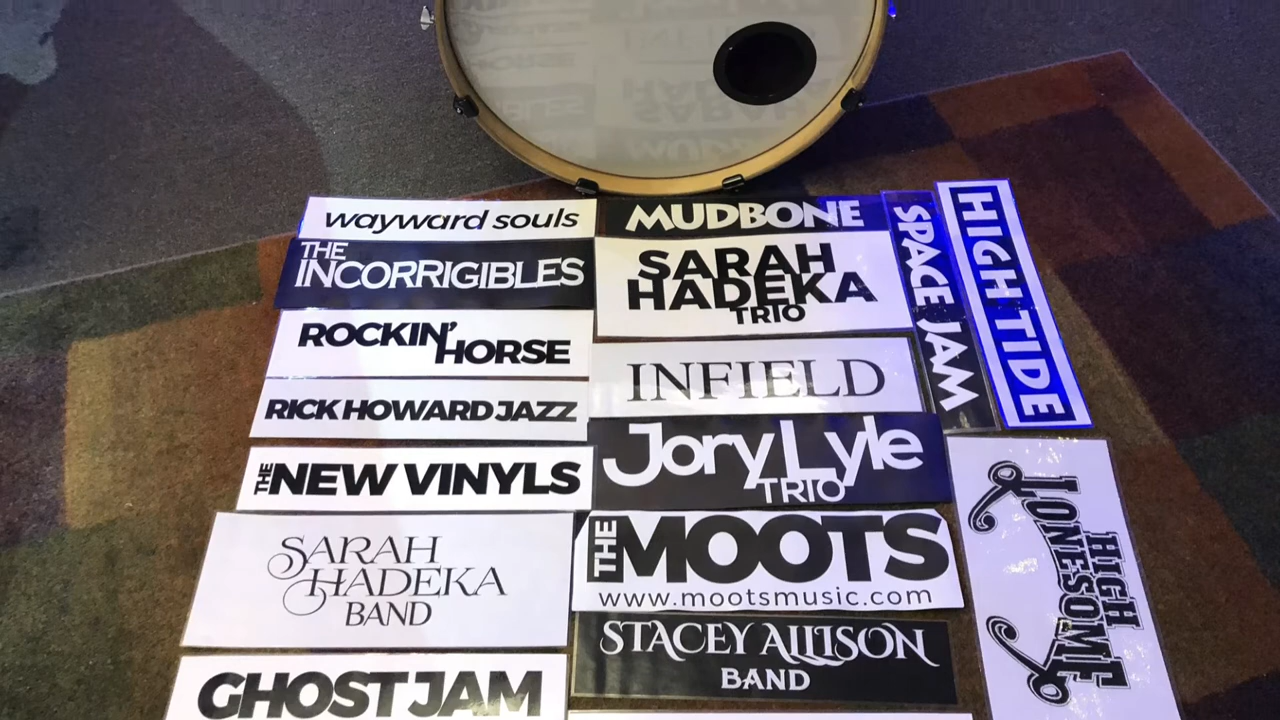 wayward souls
THE
INCORRIGIBLES
ROCKIN'
HORSE
RICK HOWARD JAZZ
THE NEW VINYLS
SARAH
HADEKA
BAND
GHOST JAM
MUDBONE
SARAH
HADEKA
TRIO
INFIELD
Jory Lyle
TRIO
THE MOOTS
www.mootsmusic.com
STACEY ALLISON
BAND
SPACE JAM
HIGH TIDE
HIGH
LONESOME